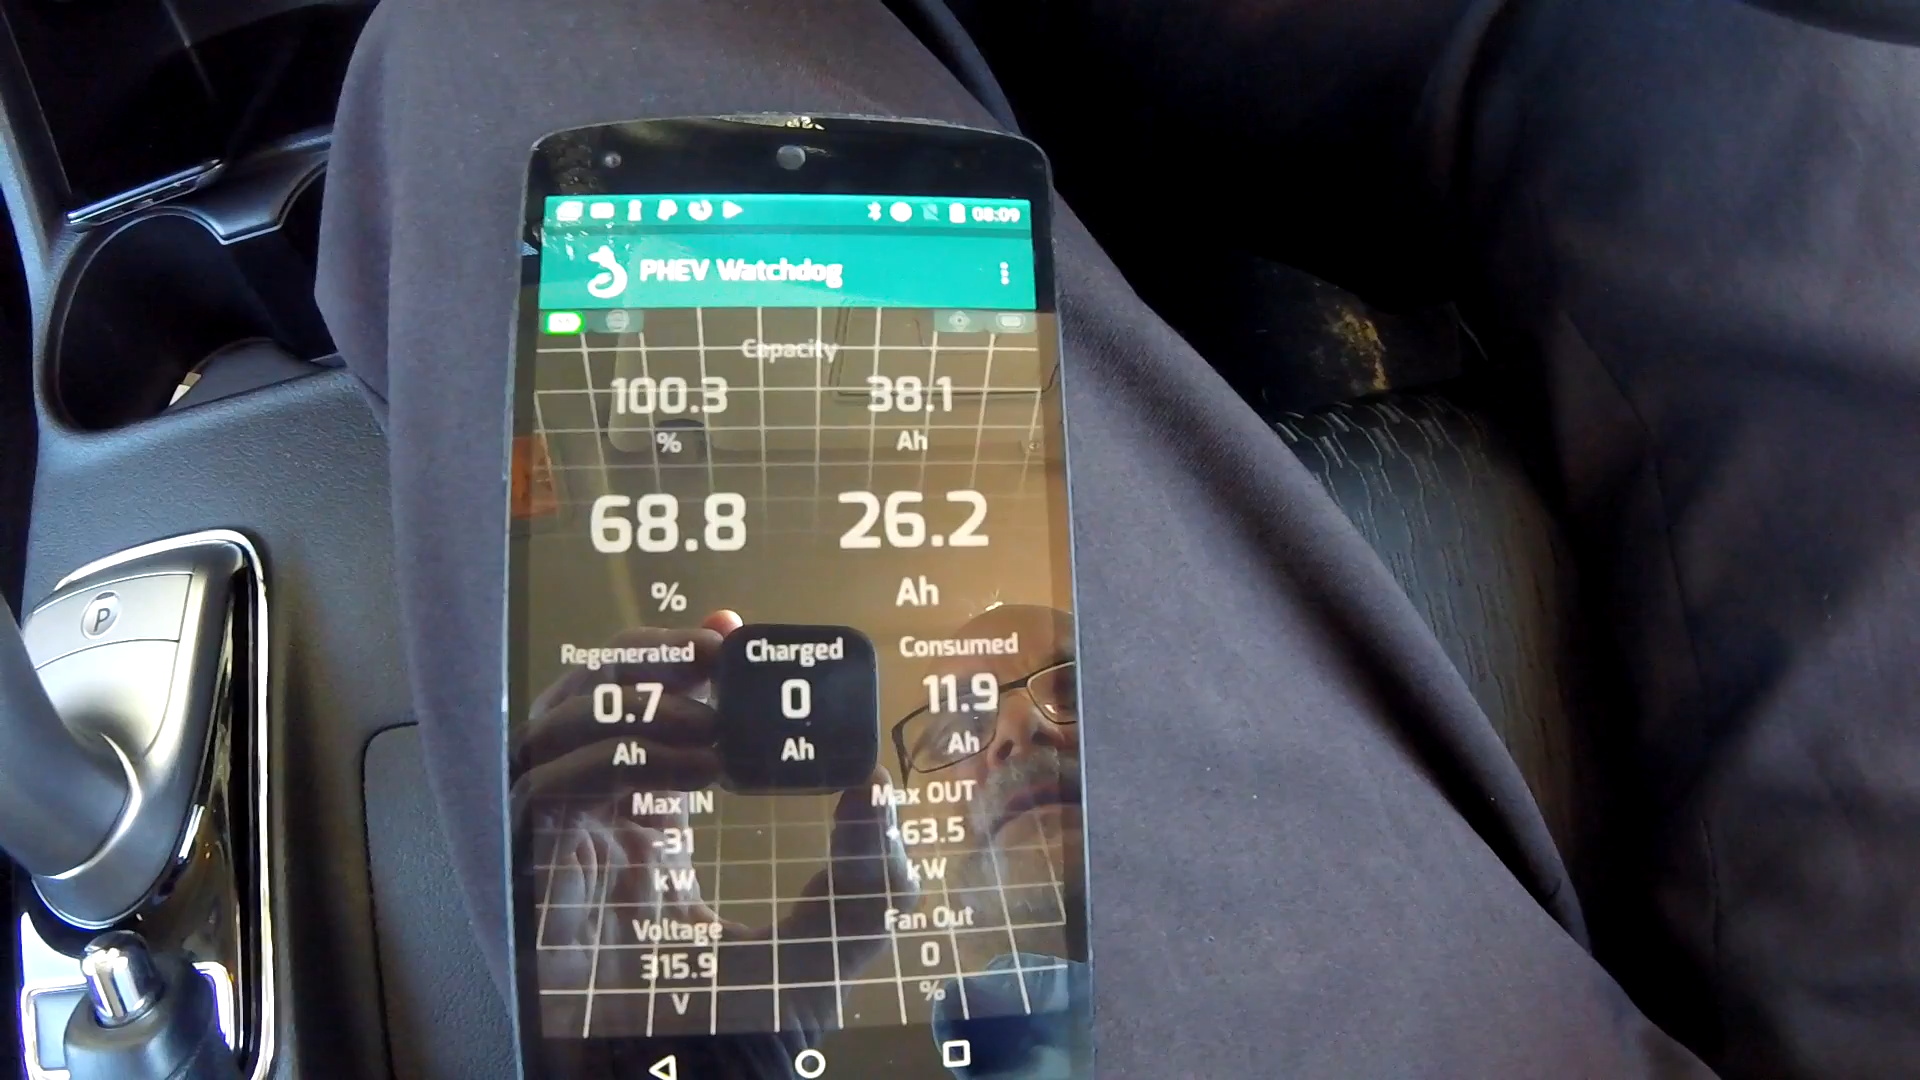 08:09
PHEV Watchdog
Capacity
100.3 38.1
% Ah
68.8 26.2
% Ah
Regenerated Charged Consumed
0.7 0 11.9
Ah Ah Ah
Max IN Max OUT
-31 +63.5
kW kW
Voltage Fan Out
315.9 0
V %
P